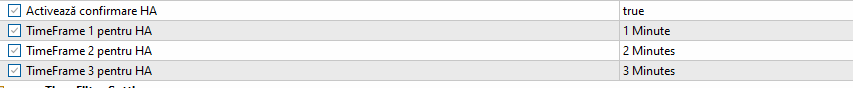 Activează confirmare HA true
TimeFrame 1 pentru HA 1 Minute
TimeFrame 2 pentru HA 2 Minutes
TimeFrame 3 pentru HA 3 Minutes